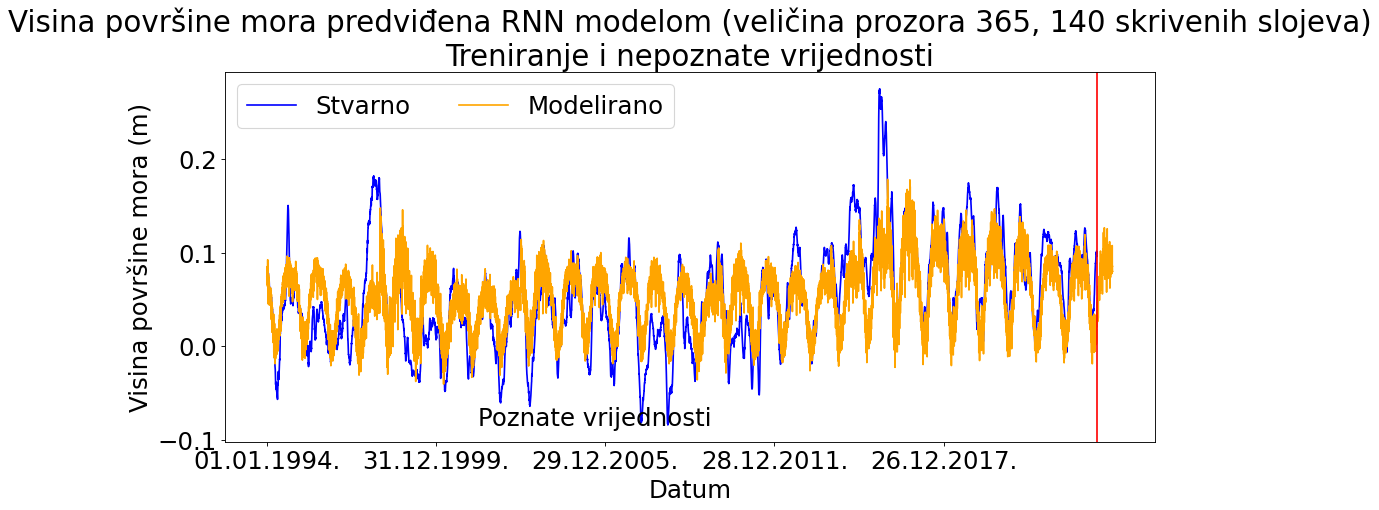 Visina površine mora predviđena RNN modelom (veličina prozora 365, 140 skrivenih slojeva)
Treniranje i nepoznate vrijednosti
Stvarno Modelirano
Visina površine mora (m)
0.2
0.1
0.0
−0.1
Poznate vrijednosti
01.01.1994. 31.12.1999. 29.12.2005. 28.12.2011. 26.12.2017.
Datum